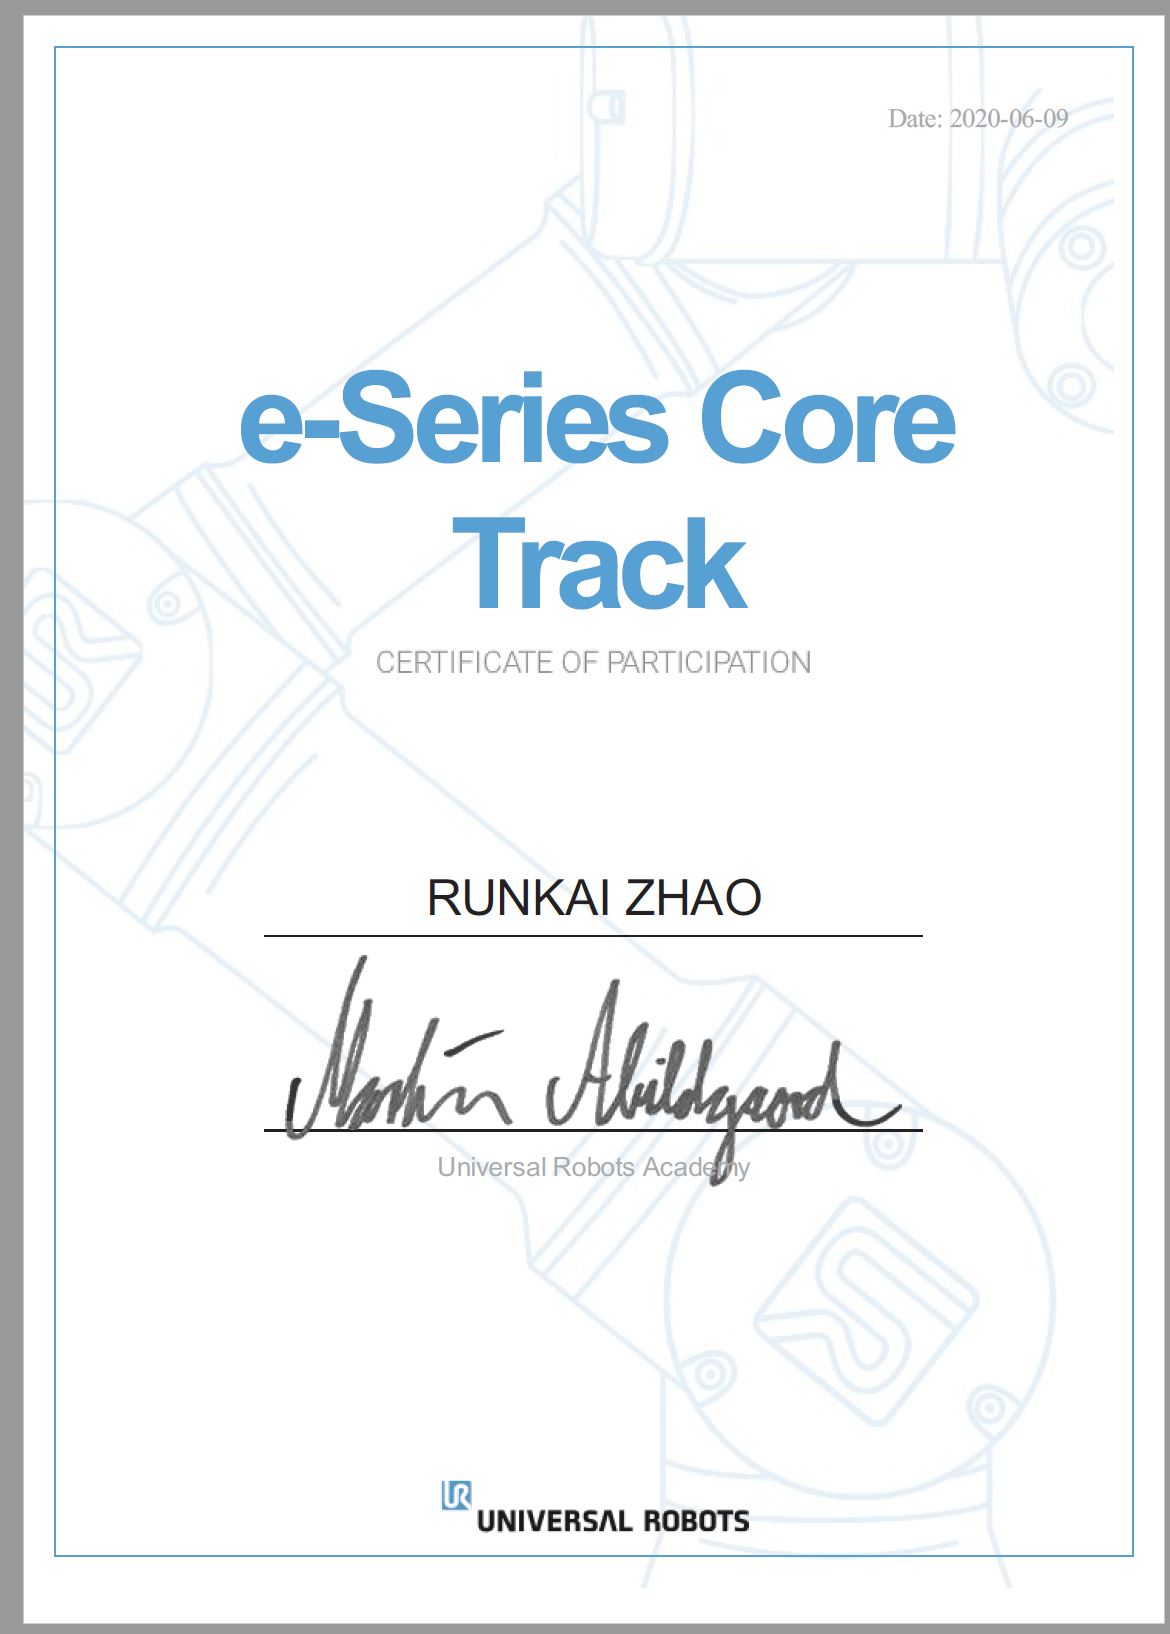 Date: 2020-06-09
e-Series Core
Track
CERTIFICATE OF PARTICIPATION
RUNKAI ZHAO
Martin Abildgaard
Universal Robots Academy
UR
UNIVERSAL ROBOTS